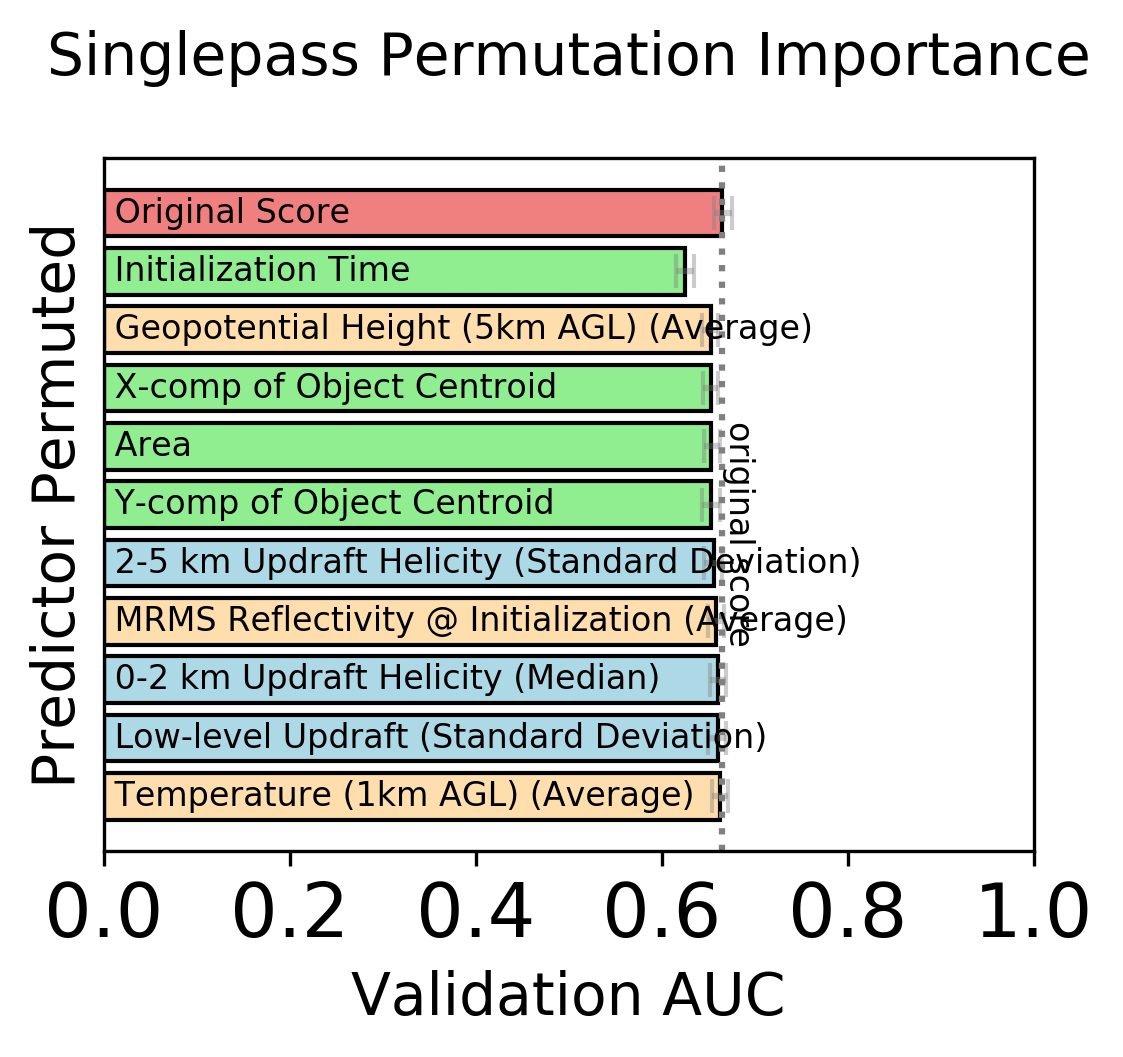 Singlepass Permutation Importance
Predictor Permuted
Original Score
Initialization Time
Geopotential Height (5km AGL) (Average)
X-comp of Object Centroid
Area
Y-comp of Object Centroid
2-5 km Updraft Helicity (Standard Deviation)
MRMS Reflectivity @ Initialization (Average)
0-2 km Updraft Helicity (Median)
Low-level Updraft (Standard Deviation)
Temperature (1km AGL) (Average)
original score
0.0 0.2 0.4 0.6 0.8 1.0
Validation AUC